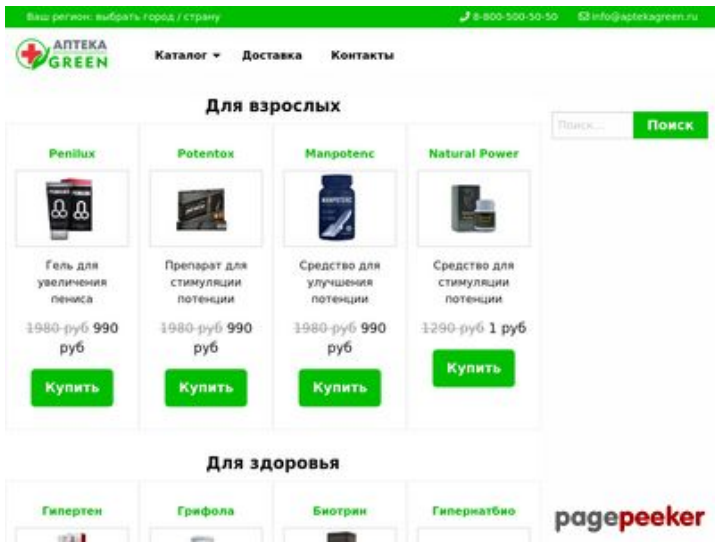 Ваш регион: выбрать город / страну
8-800-500-50-50
info@aptekagreen.ru
АПТЕКА
GREEN
Каталог
Доставка
Контакты
Для взрослых
Поиск...
Поиск
Penilux
Potentox
Manpotenc
Natural Power
Гель для
увеличения
пениса
1980 руб 990
руб
Купить
Препарат для
стимуляции
потенции
1980 руб 990
руб
Купить
Средство для
улучшения
потенции
1980 руб 990
руб
Купить
Средство для
стимуляции
потенции
1290 руб 1 руб
Купить
Для здоровья
Гипертен
Грифола
Биотрин
Гипернатбио
pagepeeker